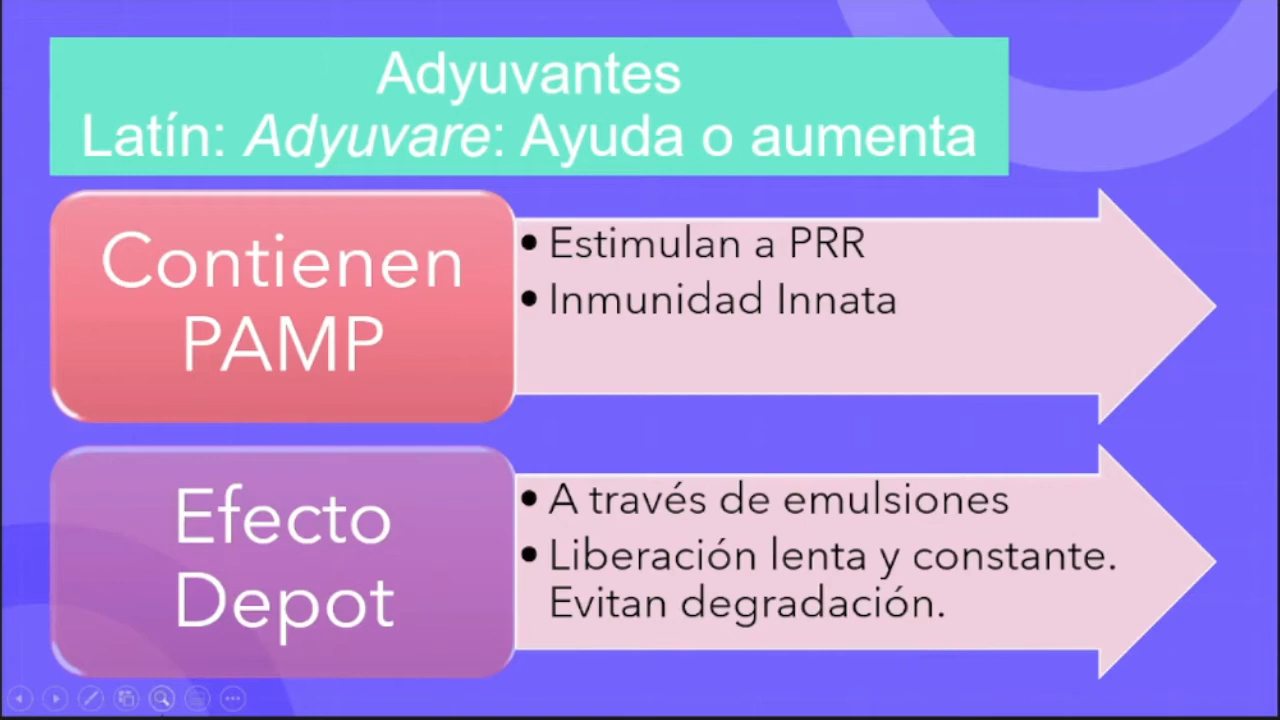 Adyuvantes
Latín: Adyuvare: Ayuda o aumenta
Contienen
PAMP
• Estimulan a PRR
• Inmunidad Innata
Efecto
Depot
• A través de emulsiones
• Liberación lenta y constante.
Evitan degradación.